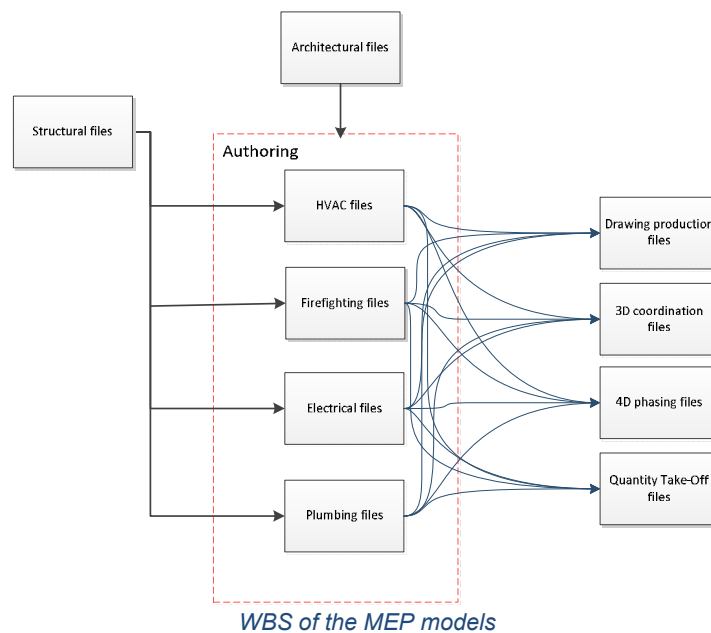 Architectural files
Structural files
Authoring
HVAC files
Firefighting files
Electrical files
Plumbing files
Drawing production
files
3D coordination
files
4D phasing files
Quantity Take-Off
files
WBS of the MEP models